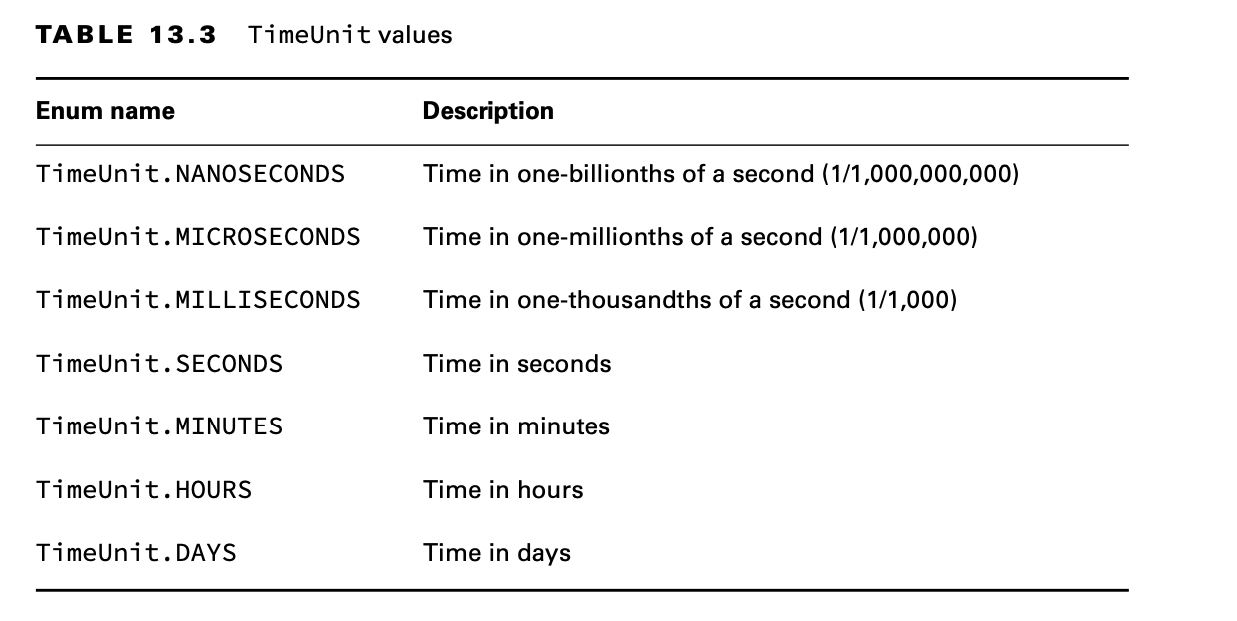 TABLE 13.3 TimeUnit values
Enum name Description
TimeUnit.NANOSECONDS Time in one-billionths of a second (1/1,000,000,000)
TimeUnit.MICROSECONDS Time in one-millionths of a second (1/1,000,000)
TimeUnit.MILLISECONDS Time in one-thousandths of a second (1/1,000)
TimeUnit.SECONDS Time in seconds
TimeUnit.MINUTES Time in minutes
TimeUnit.HOURS Time in hours
TimeUnit.DAYS Time in days